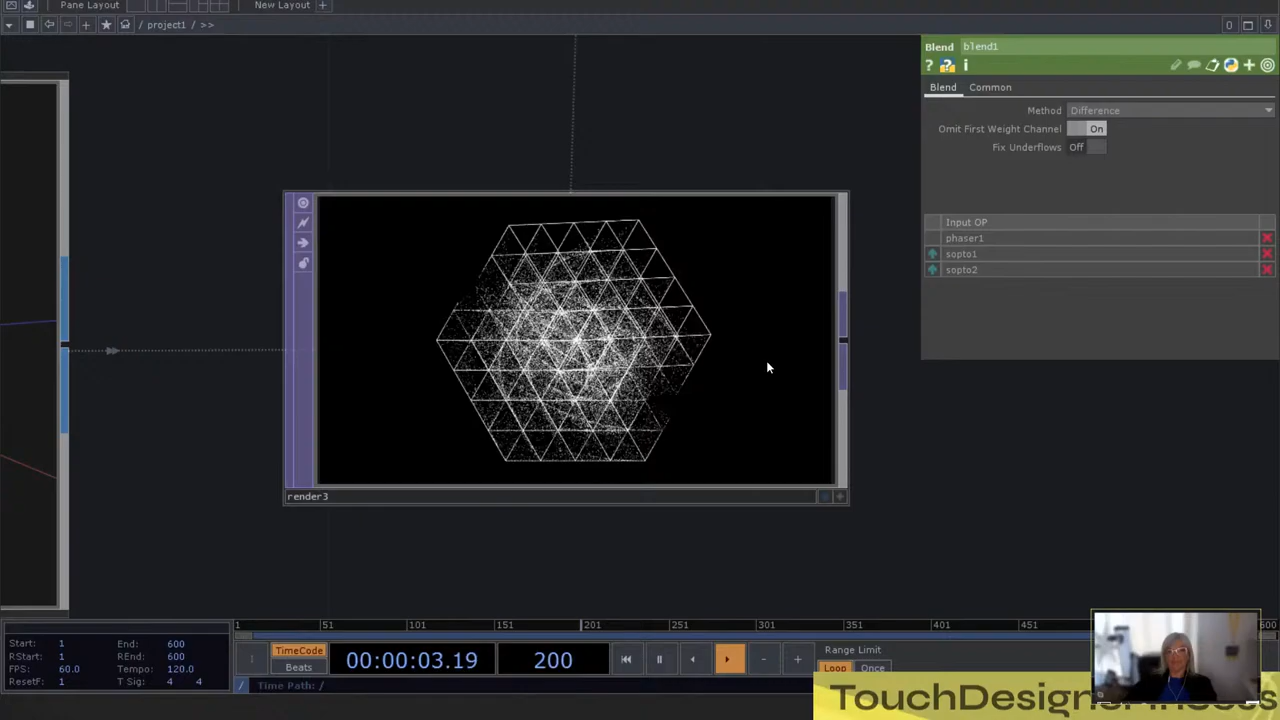 Pane Layout
New Layout +
/ project1 / >>
0
Blend blend1
? ? i
Blend Common
Method Difference
Omit First Weight Channel On
Fix Underflows Off
Input OP
phaser1
sopto1
sopto2
render3
1 51 101 151 201 251 301 351 401 451 500
Start: 1 End: 600
RStart: 1 REnd: 600
FPS: 60.0 Tempo: 120.0
ResetF: 1 T Sig: 4 4
TimeCode
Beats
00:00:03.19
200
Range Limit
Loop Once
/ Time Path: /